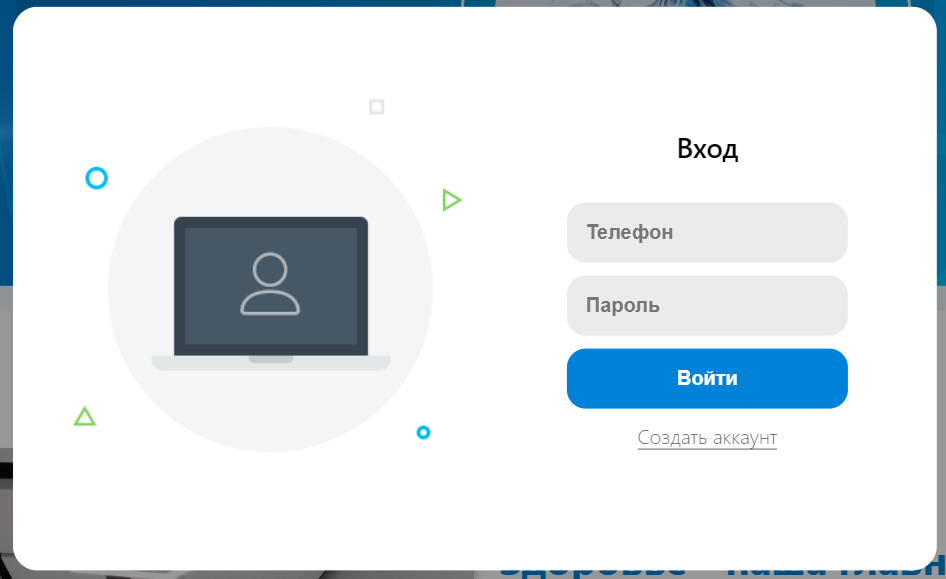 Вход
Телефон
Пароль
Войти
Создать аккаунт